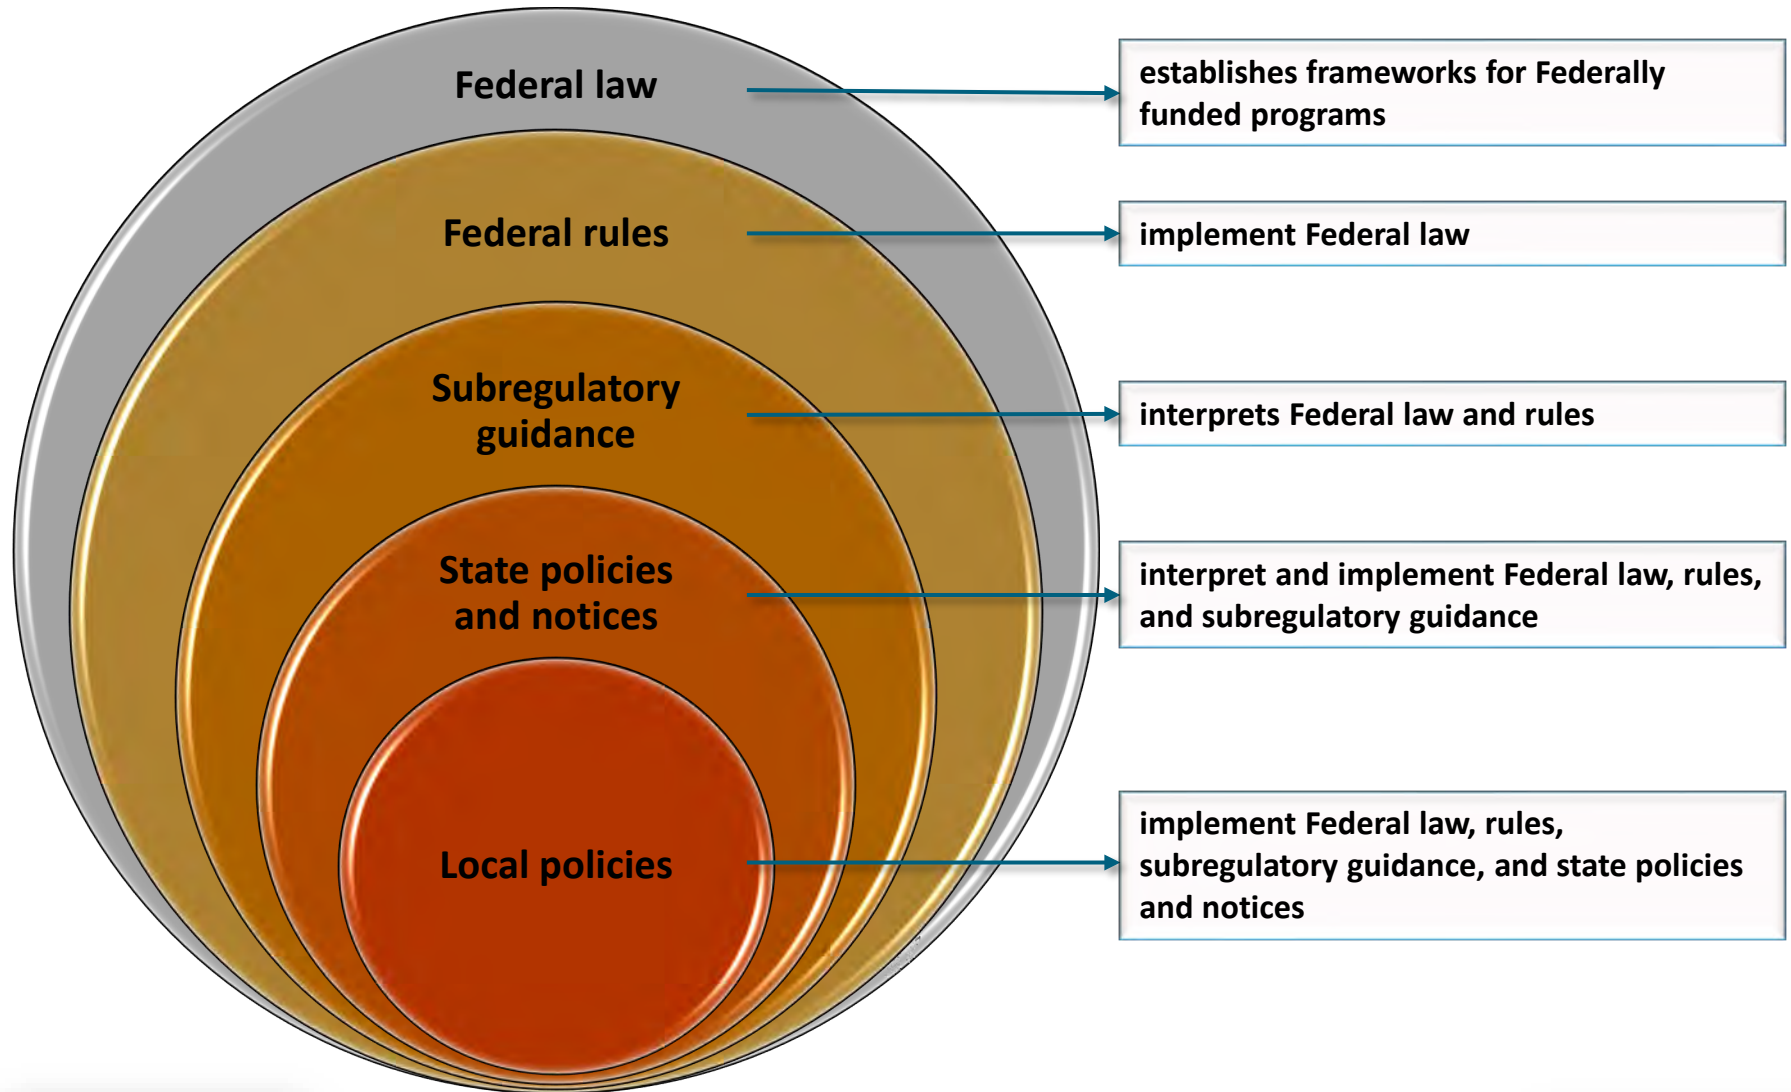 Federal law
establishes frameworks for Federally
funded programs
Federal rules
implement Federal law
Subregulatory
guidance
interprets Federal law and rules
State policies
and notices
interpret and implement Federal law, rules,
and subregulatory guidance
Local policies
implement Federal law, rules,
subregulatory guidance, and state policies
and notices